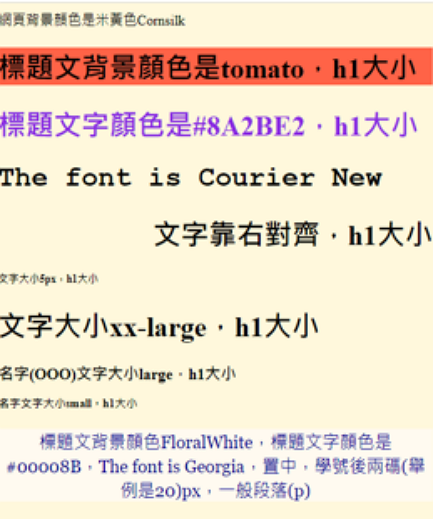 網頁背景顏色是米黃色Cornsilk
標題文背景顏色是tomato，h1大小
標題文字顏色是#8A2BE2，h1大小
The font is Courier New
文字靠右對齊，h1大小
文字大小5px，h1大小
文字大小xx-large，h1大小
名字(OOO)文字大小large，h1大小
名字文字大小small，h1大小
標題文背景顏色FloralWhite，標題文字顏色是
#00008B，The font is Georgia，置中，學號後兩碼(舉
例是20)px，一般段落(p)